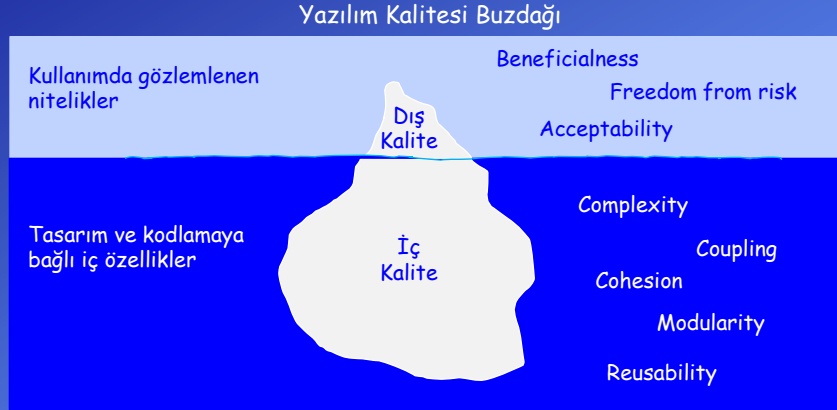 Yazılım Kalitesi Buzdağı
Kullanımda gözlemlenen
nitelikler
Beneficialness
Freedom from risk
Acceptability
Dış
Kalite
Tasarım ve kodlamaya
bağlı iç özellikler
İç
Kalite
Complexity
Coupling
Cohesion
Modularity
Reusability